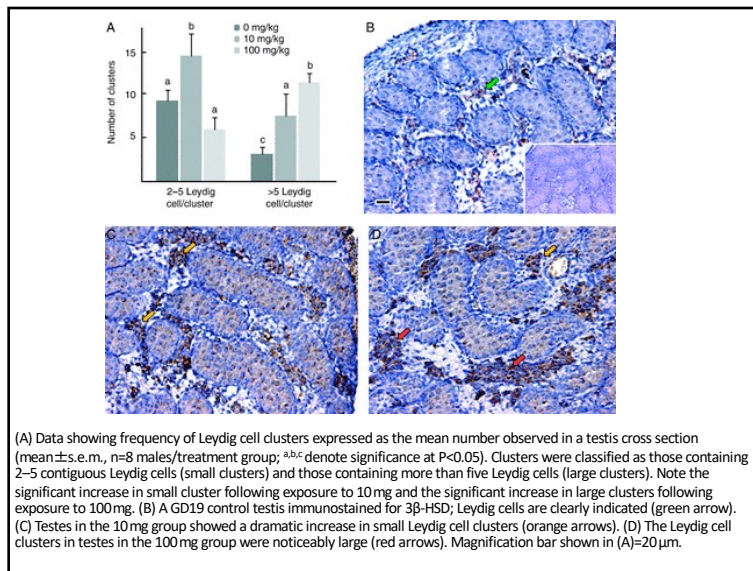 A
0 mg/kg
10 mg/kg
100 mg/kg
Number of clusters
15
10
5
a
b
a
c
a
b
2–5 Leydig
cell/cluster
>5 Leydig
cell/cluster
B
C
D
(A) Data showing frequency of Leydig cell clusters expressed as the mean number observed in a testis cross section
(mean±s.e.m., n=8 males/treatment group; a,b,c denote significance at P<0.05). Clusters were classified as those containing
2–5 contiguous Leydig cells (small clusters) and those containing more than five Leydig cells (large clusters). Note the
significant increase in small cluster following exposure to 10 mg and the significant increase in large clusters following
exposure to 100 mg. (B) A GD19 control testis immunostained for 3β-HSD; Leydig cells are clearly indicated (green arrow).
(C) Testes in the 10 mg group showed a dramatic increase in small Leydig cell clusters (orange arrows). (D) The Leydig cell
clusters in testes in the 100 mg group were noticeably large (red arrows). Magnification bar shown in (A)=20 μm.